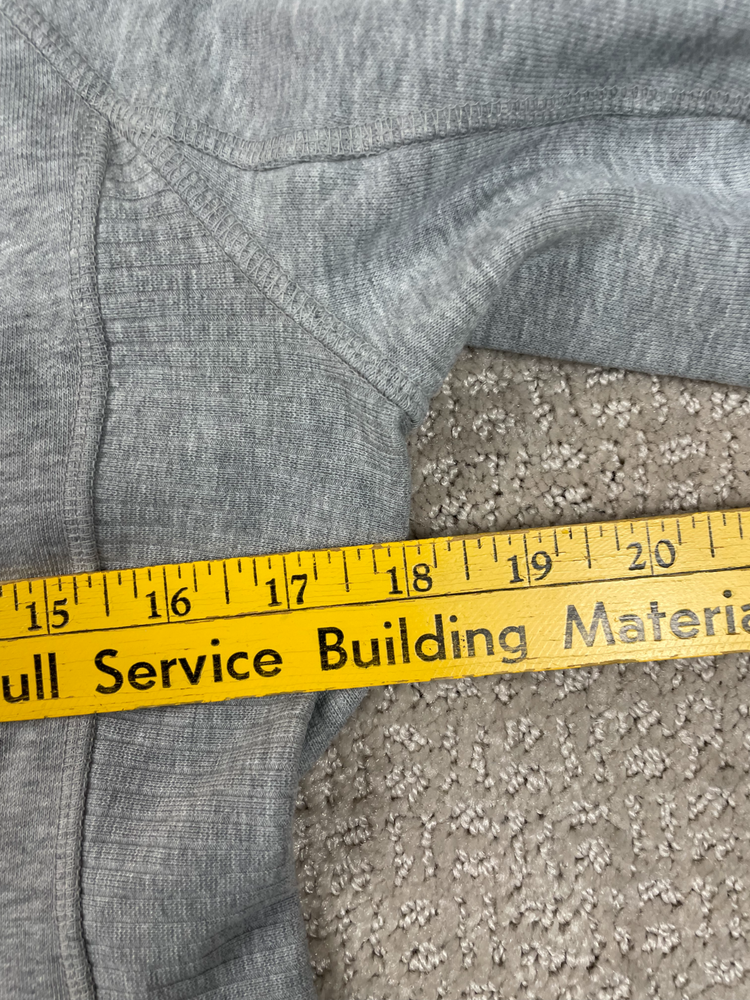 15 16 17 18 19 20
ull Service Building Materia